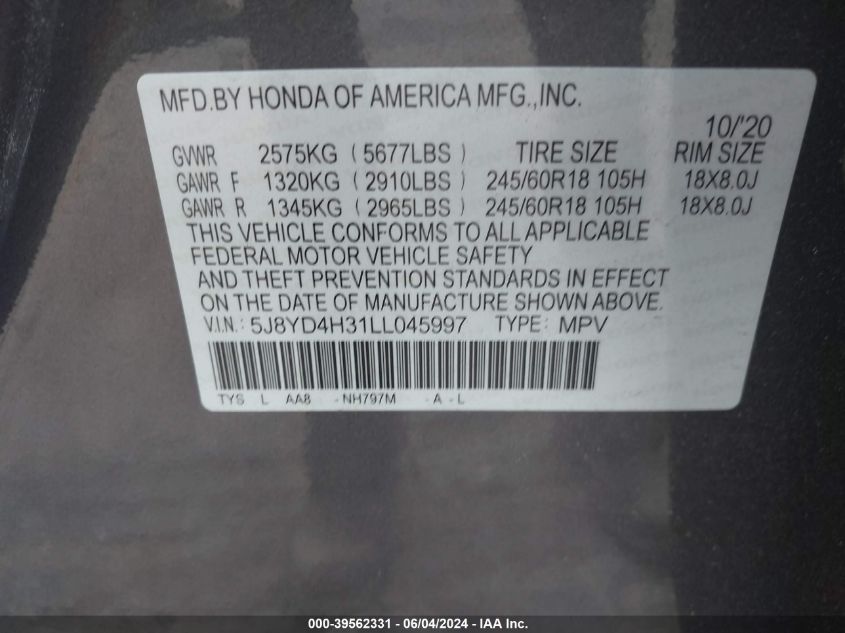 MFD.BY HONDA OF AMERICA MFG.,INC.
10/'20
GVWR 2575KG ( 5677LBS ) TIRE SIZE RIM SIZE
GAWR F 1320KG ( 2910LBS ) 245/60R18 105H 18X8.0J
GAWR R 1345KG ( 2965LBS ) 245/60R18 105H 18X8.0J
THIS VEHICLE CONFORMS TO ALL APPLICABLE
FEDERAL MOTOR VEHICLE SAFETY
AND THEFT PREVENTION STANDARDS IN EFFECT
ON THE DATE OF MANUFACTURE SHOWN ABOVE.
V.I.N.: 5J8YD4H31LL045997 TYPE: MPV
TYS L AA8 -NH797M -A -L
000-39562331 - 06/04/2024 - IAA Inc.